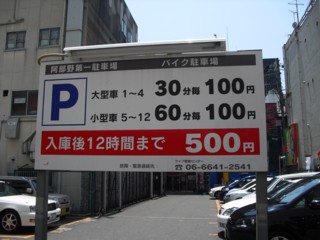 阿部野第一駐車場 バイク駐車場
P
大型車 1～4 30分毎 100円
小型車 5～12 60分毎 100円
入庫後12時間まで 500円
☎06-6641-2541